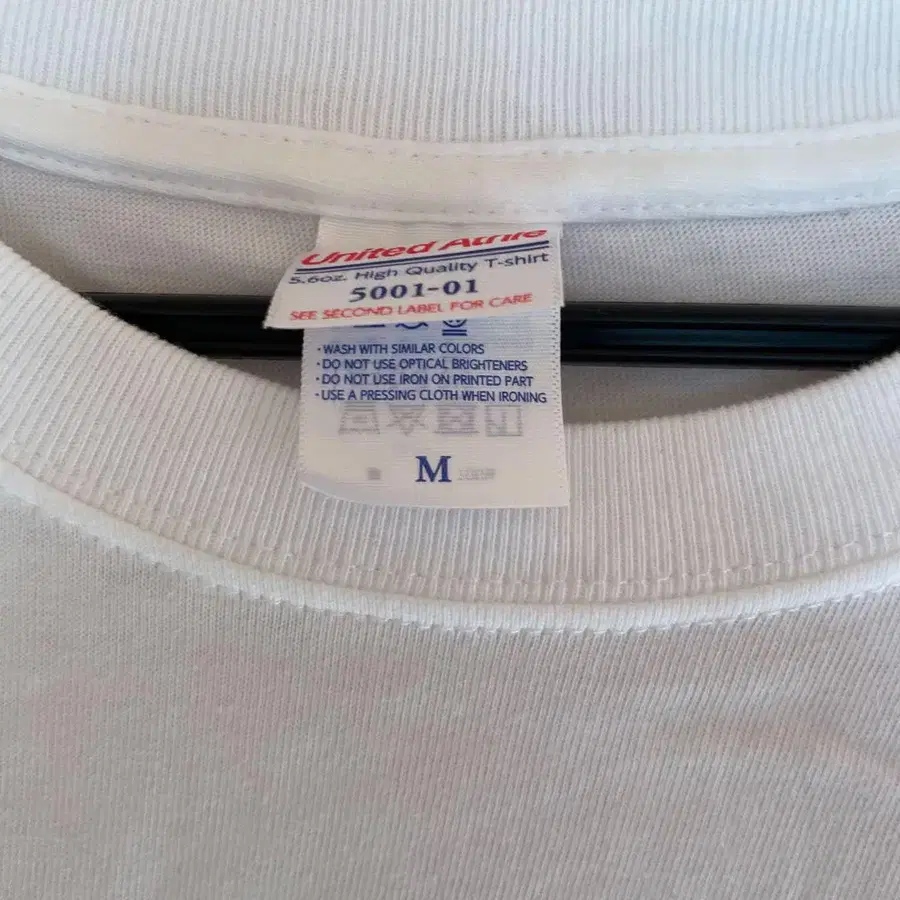 United Athle
5.6oz. High Quality T-shirt
5001-01
SEE SECOND LABEL FOR CARE
・WASH WITH SIMILAR COLORS
・DO NOT USE OPTICAL BRIGHTENERS
・DO NOT USE IRON ON PRINTED PART
・USE A PRESSING CLOTH WHEN IRONING
M